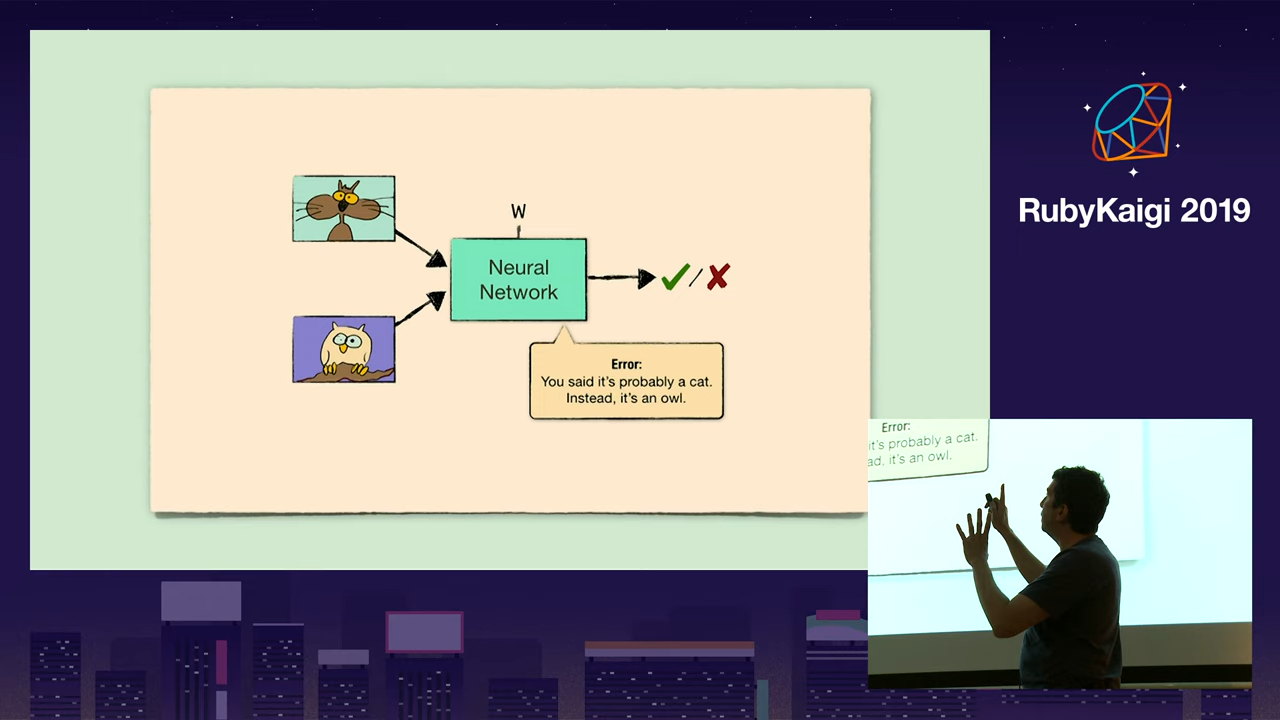 W
Neural
Network
/
Error:
You said it's probably a cat.
Instead, it's an owl.
RubyKaigi 2019
Error:
it's probably a cat.
ad, it's an owl.